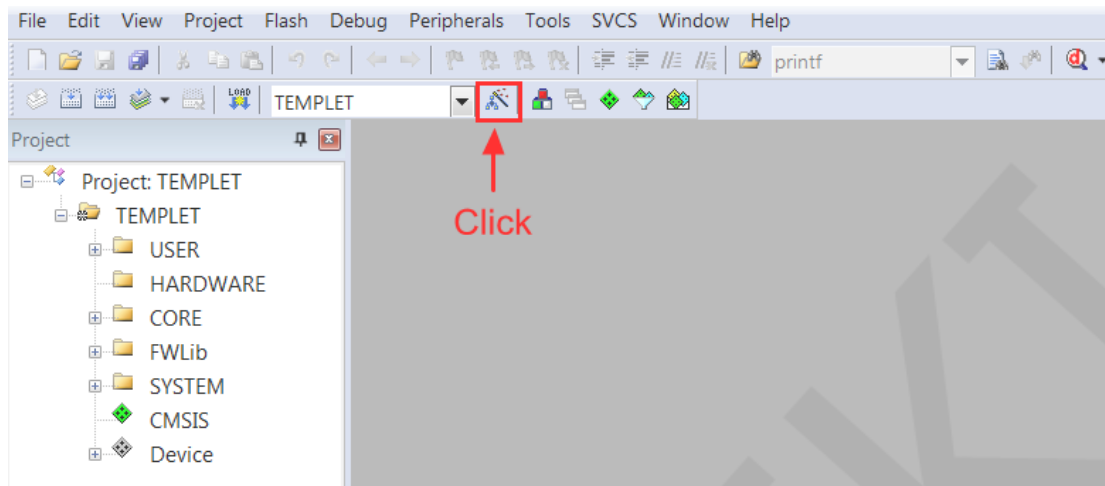 File Edit View Project Flash Debug Peripherals Tools SVCS Window Help
printf
LOAD
TEMPLET
Project
Click
Project: TEMPLET
TEMPLET
USER
HARDWARE
CORE
FWLib
SYSTEM
CMSIS
Device